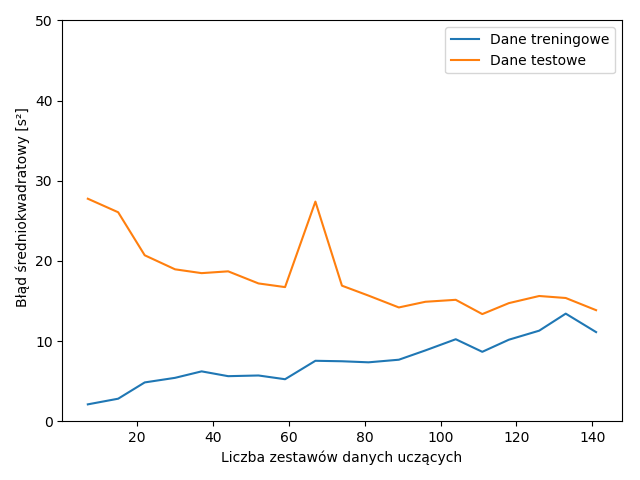 50
40
30
20
10
0
Błąd średniokwadratowy [s²]
Dane treningowe
Dane testowe
20 40 60 80 100 120 140
Liczba zestawów danych uczących